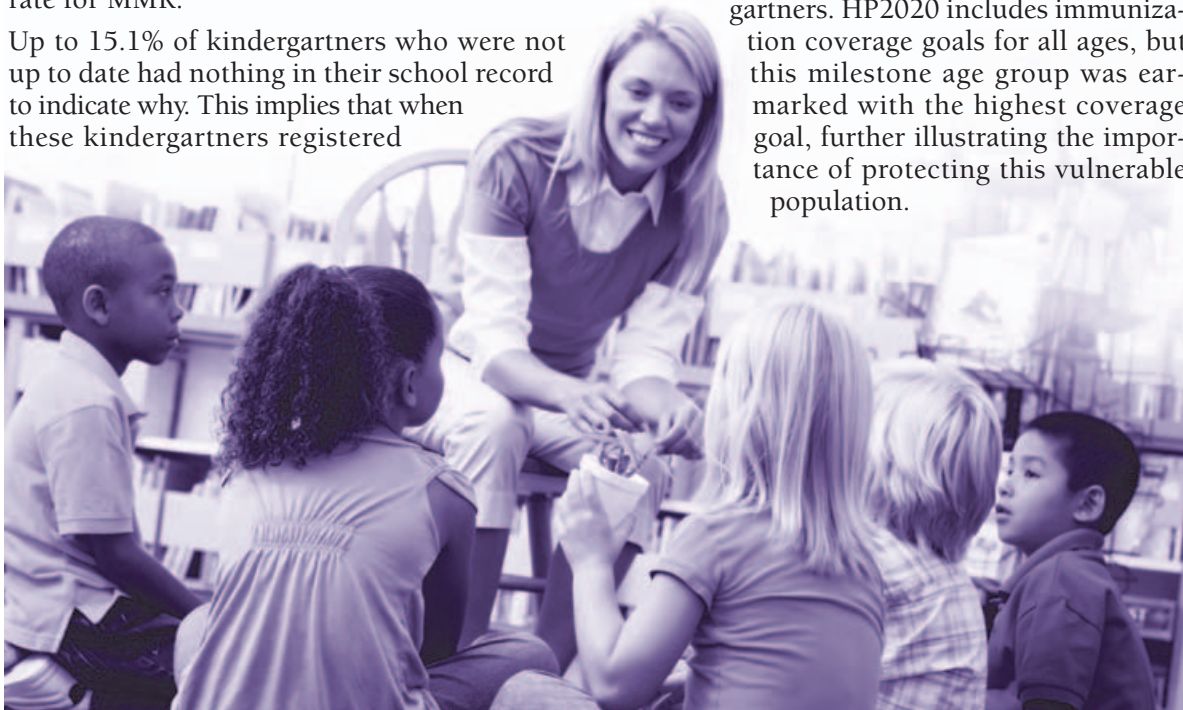 rate for MMR.
Up to 15.1% of kindergartners who were not
up to date had nothing in their school record
to indicate why. This implies that when
these kindergartners registered
gartners. HP2020 includes immuniza-
tion coverage goals for all ages, but
this milestone age group was ear-
marked with the highest coverage
goal, further illustrating the impor-
tance of protecting this vulnerable
population.